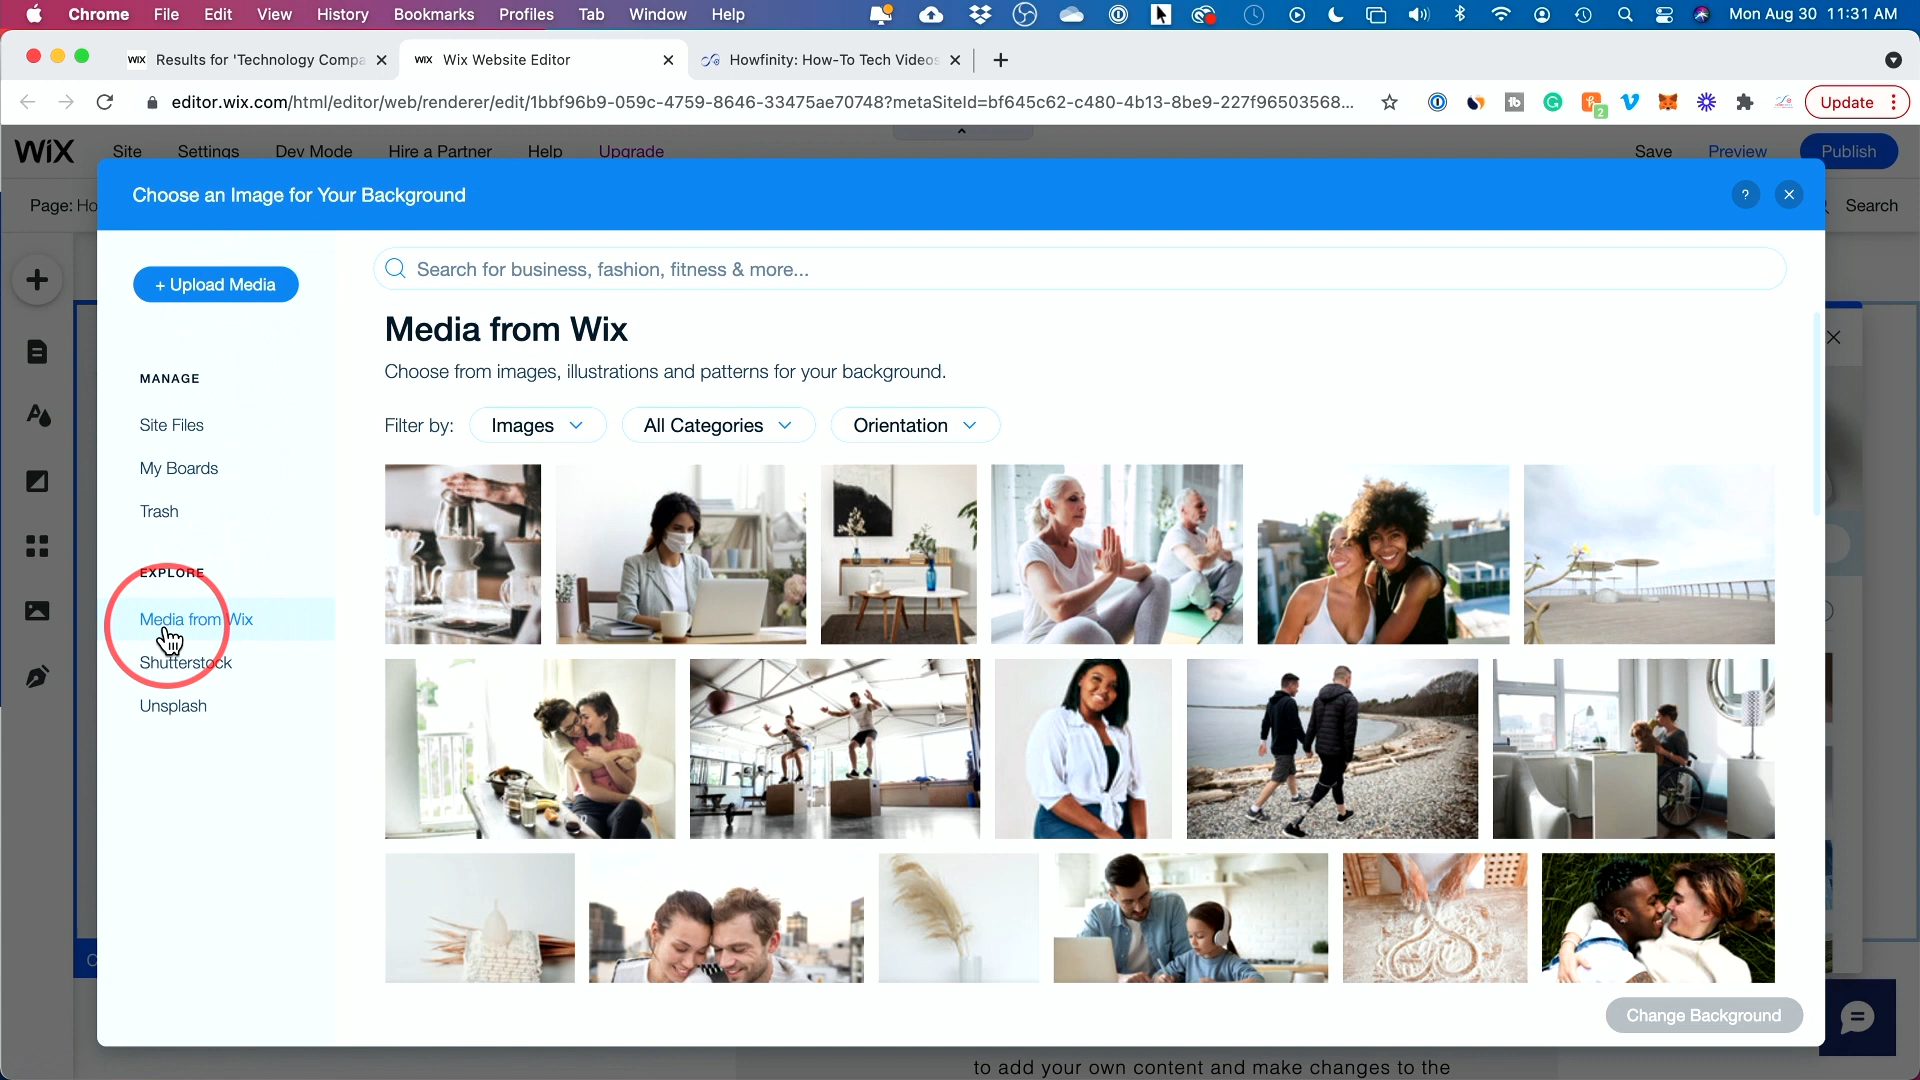 Chrome File Edit View History Bookmarks Profiles Tab Window Help Mon Aug 30 11:31 AM
WIX Results for 'Technology Compa WIX Wix Website Editor Howfinity: How-To Tech Videos
editor.wix.com/html/editor/web/renderer/edit/1bbf96b9-059c-4759-8646-33475ae70748?metaSiteId=bf645c62-c480-4b13-8be9-227f96503568... tb 2 Update
WiX Site Settings Dev Mode Hire a Partner Help Upgrade Save Preview Publish
Page: Ho Search
Choose an Image for Your Background ?
+ Upload Media
Search for business, fashion, fitness & more...
Media from Wix
Choose from images, illustrations and patterns for your background.
MANAGE
Filter by: Images All Categories Orientation
Site Files
My Boards
Trash
EXPLORE
Media from Wix
Shutterstock
Unsplash
C
Change Background
to add your own content and make changes to the